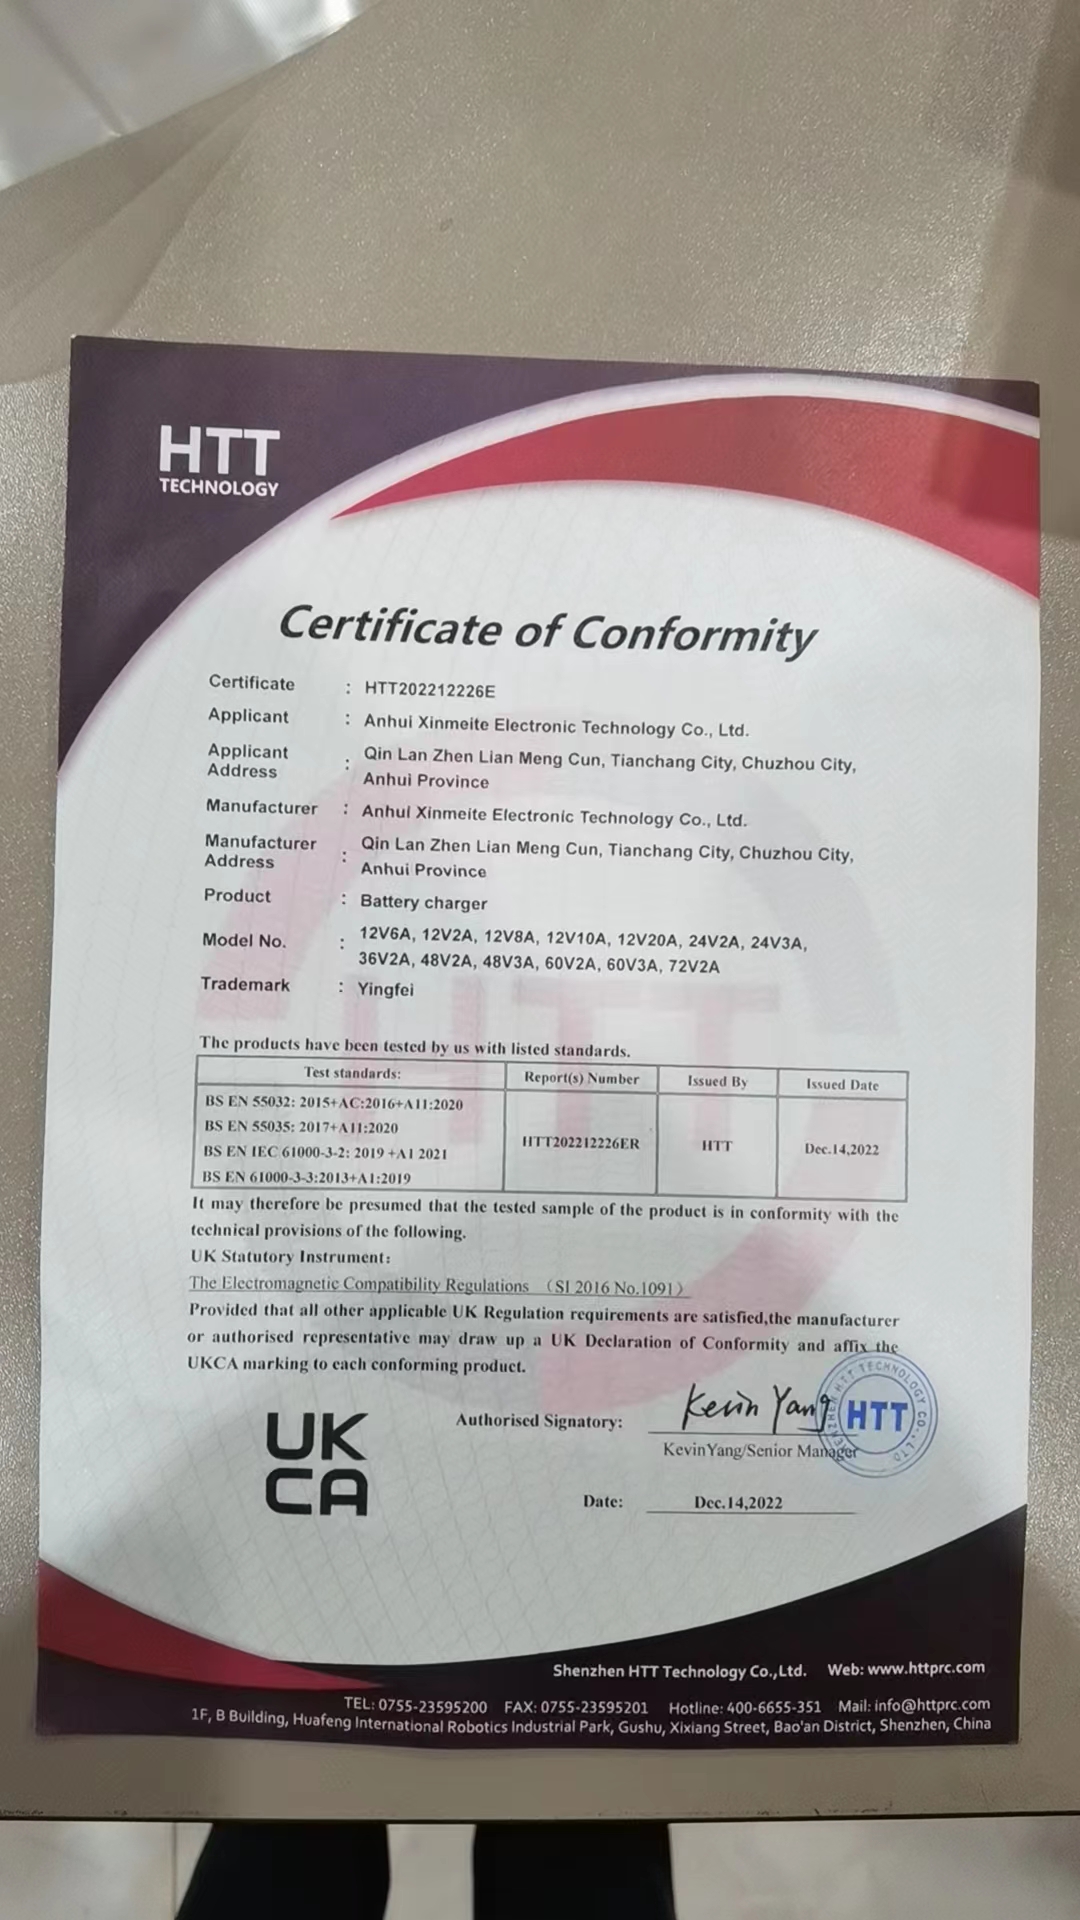 HTT
TECHNOLOGY
Certificate of Conformity
Certificate : HTT202212226E
Applicant : Anhui Xinmeite Electronic Technology Co., Ltd.
Applicant Address : Qin Lan Zhen Lian Meng Cun, Tianchang City, Chuzhou City,
Anhui Province
Manufacturer : Anhui Xinmeite Electronic Technology Co., Ltd.
Manufacturer Address : Qin Lan Zhen Lian Meng Cun, Tianchang City, Chuzhou City,
Anhui Province
Product : Battery charger
Model No. : 12V6A, 12V2A, 12V8A, 12V10A, 12V20A, 24V2A, 24V3A,
36V2A, 48V2A, 48V3A, 60V2A, 60V3A, 72V2A
Trademark : Yingfei
The products have been tested by us with listed standards.
Test standards: Report(s) Number Issued By Issued Date
BS EN 55032: 2015+AC:2016+A11:2020
BS EN 55035: 2017+A11:2020
BS EN IEC 61000-3-2: 2019 +A1 2021
BS EN 61000-3-3:2013+A1:2019
HTT202212226ER HTT Dec.14,2022
It may therefore be presumed that the tested sample of the product is in conformity with the
technical provisions of the following.
UK Statutory Instrument:
The Electromagnetic Compatibility Regulations （SI 2016 No.1091）
Provided that all other applicable UK Regulation requirements are satisfied,the manufacturer
or authorised representative may draw up a UK Declaration of Conformity and affix the
UKCA marking to each conforming product.
UK
CA
Authorised Signatory: Kevin Yang
KevinYang/Senior Manager
SHENZHEN HTT TECHNOLOGY CO.,LTD
HTT
Date: Dec.14,2022
Shenzhen HTT Technology Co.,Ltd. Web: www.httprc.com
TEL: 0755-23595200 FAX: 0755-23595201 Hotline: 400-6655-351 Mail: info@httprc.com
1F, B Building, Huafeng International Robotics Industrial Park, Gushu, Xixiang Street, Bao'an District, Shenzhen, China